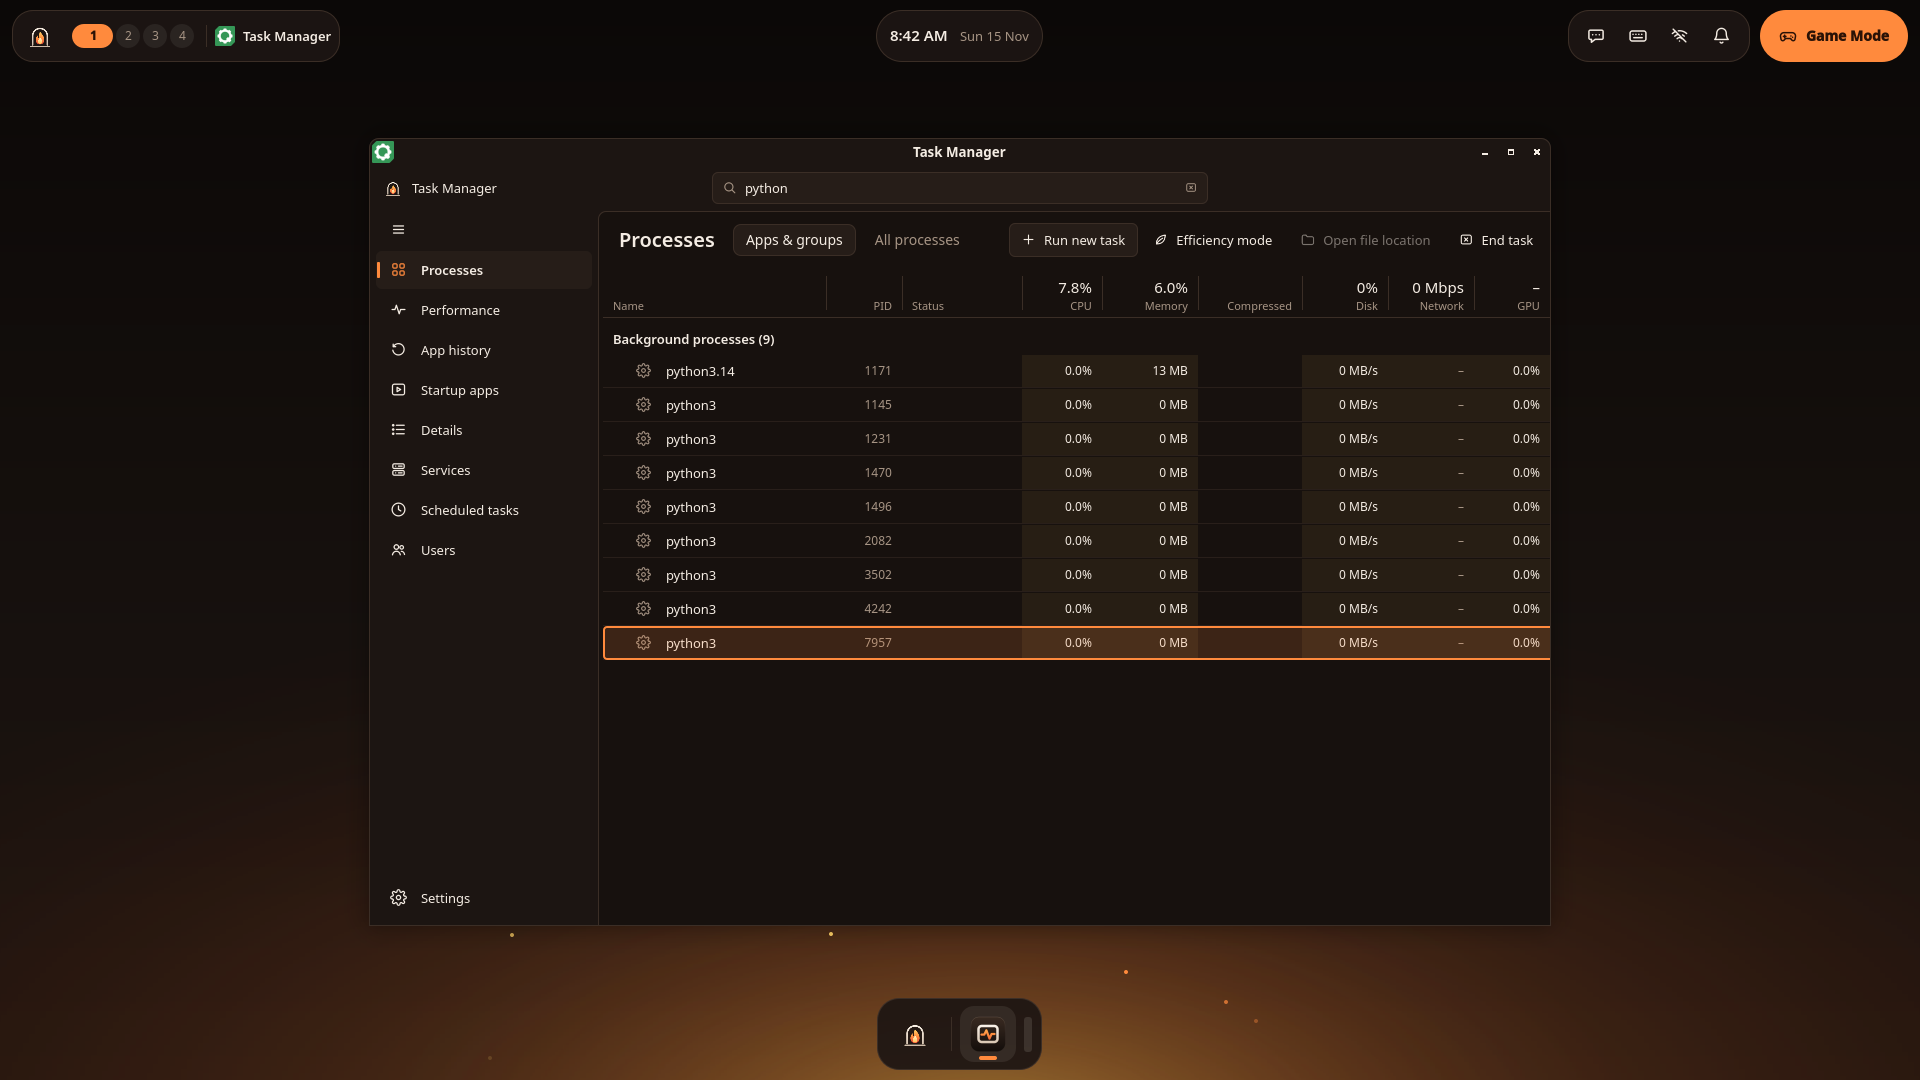 1 2 3 4 Task Manager
8:42 AM Sun 15 Nov
Game Mode
Task Manager
Task Manager
python
Processes
Performance
App history
Startup apps
Details
Services
Scheduled tasks
Users
Settings
Processes Apps & groups All processes Run new task Efficiency mode Open file location End task
7.8% 6.0% 0% 0 Mbps –
Name PID Status CPU Memory Compressed Disk Network GPU
Background processes (9)
python3.14 1171 0.0% 13 MB 0 MB/s – 0.0%
python3 1145 0.0% 0 MB 0 MB/s – 0.0%
python3 1231 0.0% 0 MB 0 MB/s – 0.0%
python3 1470 0.0% 0 MB 0 MB/s – 0.0%
python3 1496 0.0% 0 MB 0 MB/s – 0.0%
python3 2082 0.0% 0 MB 0 MB/s – 0.0%
python3 3502 0.0% 0 MB 0 MB/s – 0.0%
python3 4242 0.0% 0 MB 0 MB/s – 0.0%
python3 7957 0.0% 0 MB 0 MB/s – 0.0%